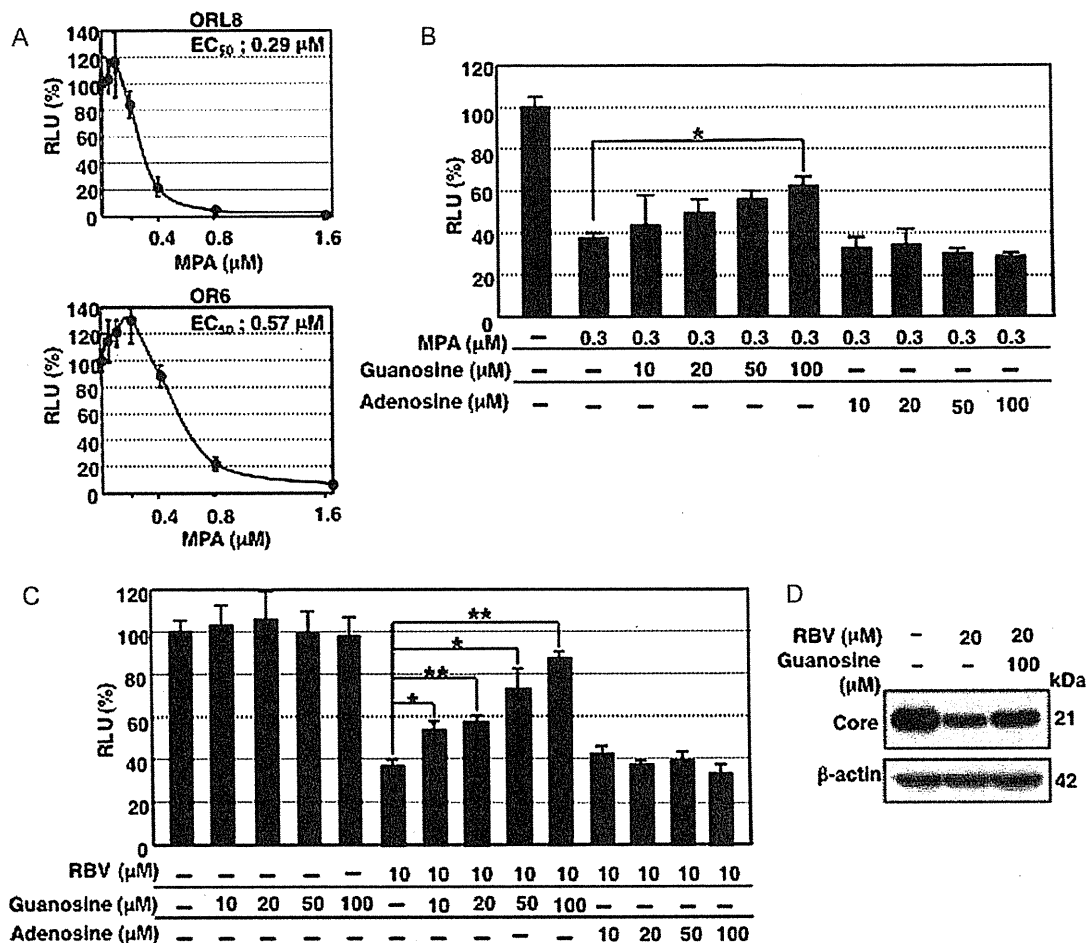 A
ORL8
EC50 ; 0.29 µM
RLU (%)
140
120
100
80
60
40
20
0
0.4 0.8 1.6
MPA (µM)
OR6
EC50 ; 0.57 µM
RLU (%)
140
120
100
80
60
40
20
0
0.4 0.8 1.6
MPA (µM)
B
RLU (%)
120
100
80
60
40
20
0
*
MPA (µM) – 0.3 0.3 0.3 0.3 0.3 0.3 0.3 0.3 0.3
Guanosine (µM) – – 10 20 50 100 – – – –
Adenosine (µM) – – – – – – 10 20 50 100
C
RLU (%)
120
100
80
60
40
20
0
**
*
**
*
RBV (µM) – – – – – 10 10 10 10 10 10 10 10 10
Guanosine (µM) – 10 20 50 100 – 10 20 50 100 – – – –
Adenosine (µM) – – – – – – – – – – 10 20 50 100
D
RBV (µM) – 20 20
Guanosine (µM) – – 100
kDa
Core 21
β-actin 42